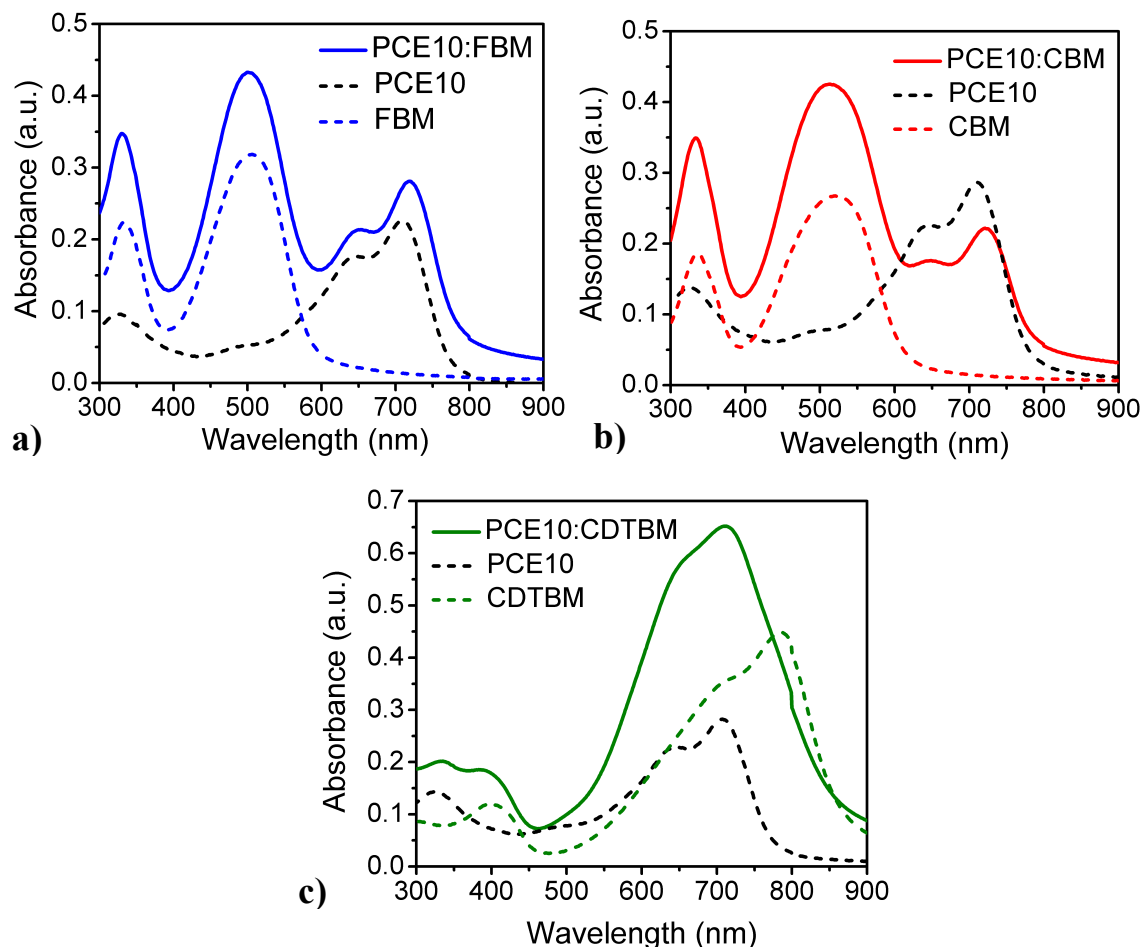 0.5
0.4
0.3
0.2
0.1
0.0
Absorbance (a.u.)
PCE10:FBM
PCE10
FBM
300 400 500 600 700 800 900
Wavelength (nm)
a)
0.5
0.4
0.3
0.2
0.1
0.0
Absorbance (a.u.)
PCE10:CBM
PCE10
CBM
300 400 500 600 700 800 900
Wavelength (nm)
b)
0.7
0.6
0.5
0.4
0.3
0.2
0.1
0.0
Absorbance (a.u.)
PCE10:CDTBM
PCE10
CDTBM
300 400 500 600 700 800 900
Wavelength (nm)
c)